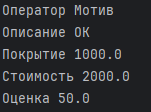 Оператор Мотив
Описание ОК
Покрытие 1000.0
Стоимость 2000.0
Оценка 50.0